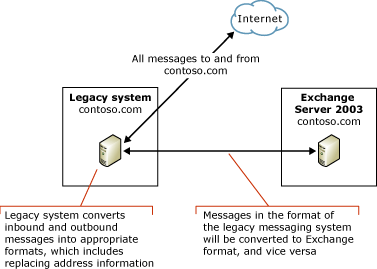 Internet
All messages to and from
contoso.com
Legacy system
contoso.com
Exchange
Server 2003
contoso.com
Legacy system converts
inbound and outbound
messages into appropriate
formats, which includes
replacing address information
Messages in the format of
the legacy messaging system
will be converted to Exchange
format, and vice versa